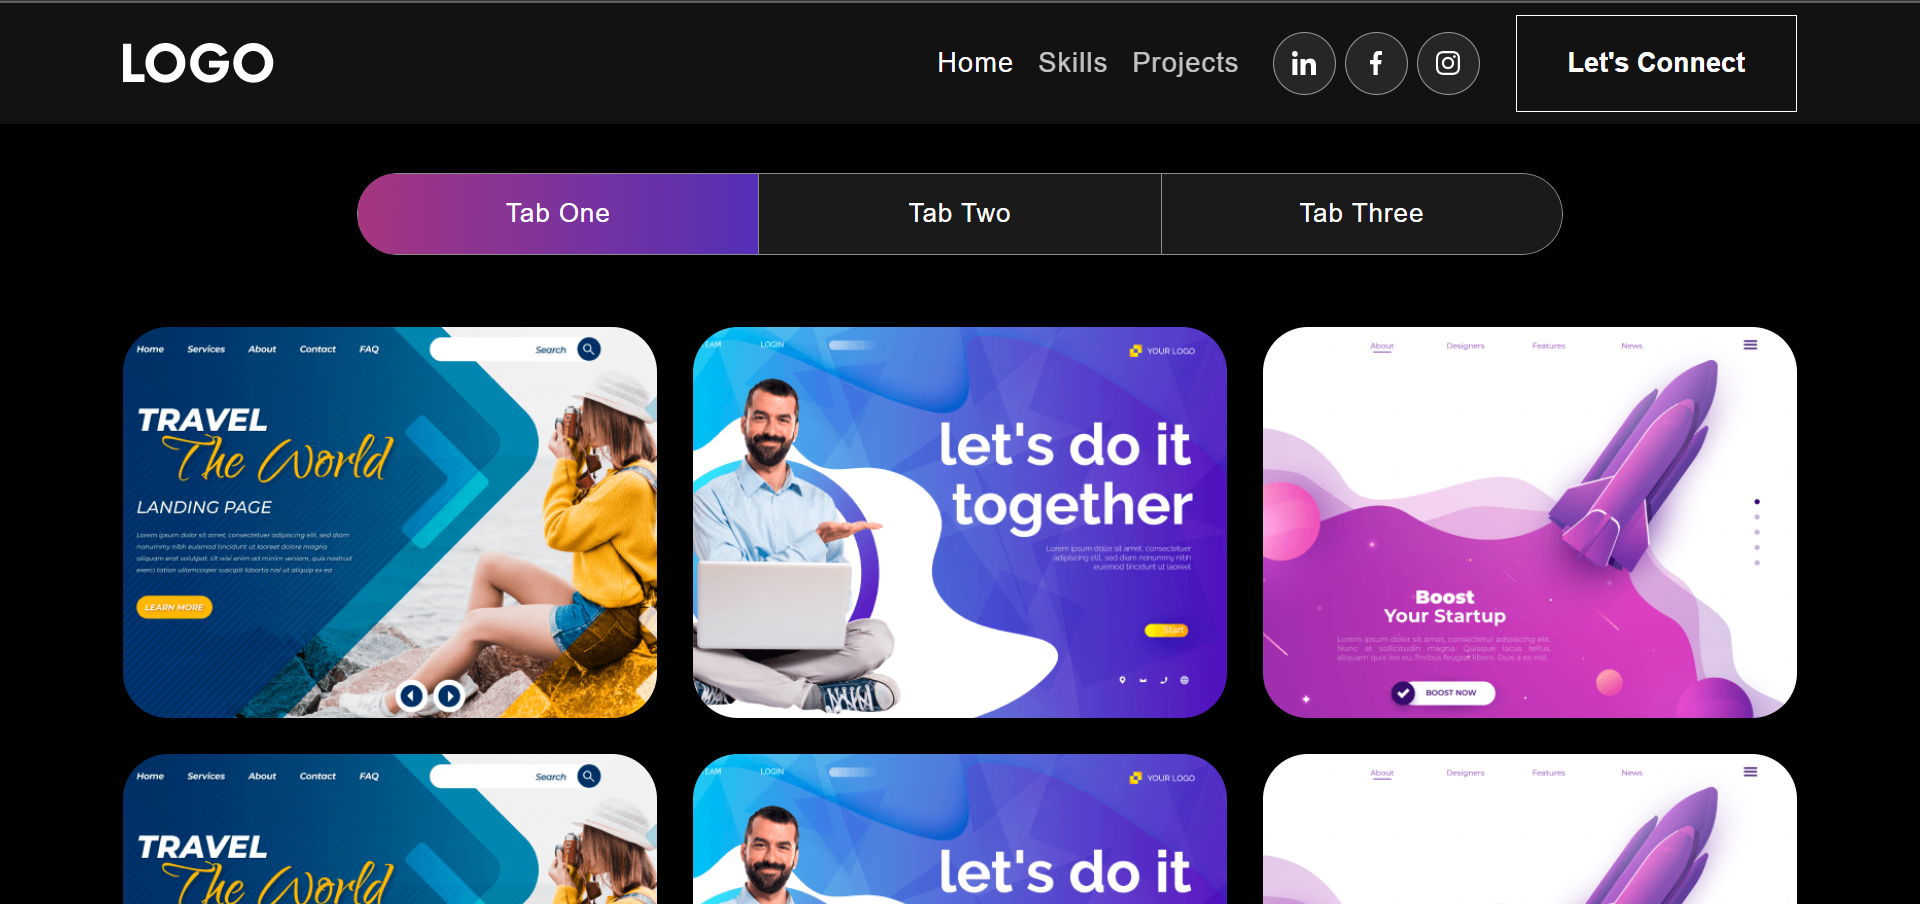 LOGO
Home Skills Projects
Let's Connect
Tab One Tab Two Tab Three
Home Services About Contact FAQ
Search
TRAVEL
The World
LANDING PAGE
Lorem ipsum dolor sit amet, consectetuer adipiscing elit, sed diam
nonummy nibh euismod tincidunt ut laoreet dolore magna
aliquam erat volutpat. Ut wisi enim ad minim veniam, quis nostrud
exerci tation ullamcorper suscipit lobortis nisl ut aliquip ex ea
LEARN MORE
EAM LOGIN
YOUR LOGO
let's do it
together
Lorem ipsum dolor sit amet, consectetuer
adipiscing elit, sed diam nonummy nibh
euismod tincidunt ut laoreet
Start
About Designers Features News
Boost
Your Startup
Lorem ipsum dolor sit amet, consectetur adipiscing elit.
Nunc at sollicitudin magna. Quisque lacus tellus,
aliquam quis leo eu, finibus feugiat libero. Duis a ex nisl.
BOOST NOW
Home Services About Contact FAQ
Search
TRAVEL
The World
EAM LOGIN
YOUR LOGO
let's do it
About Designers Features News